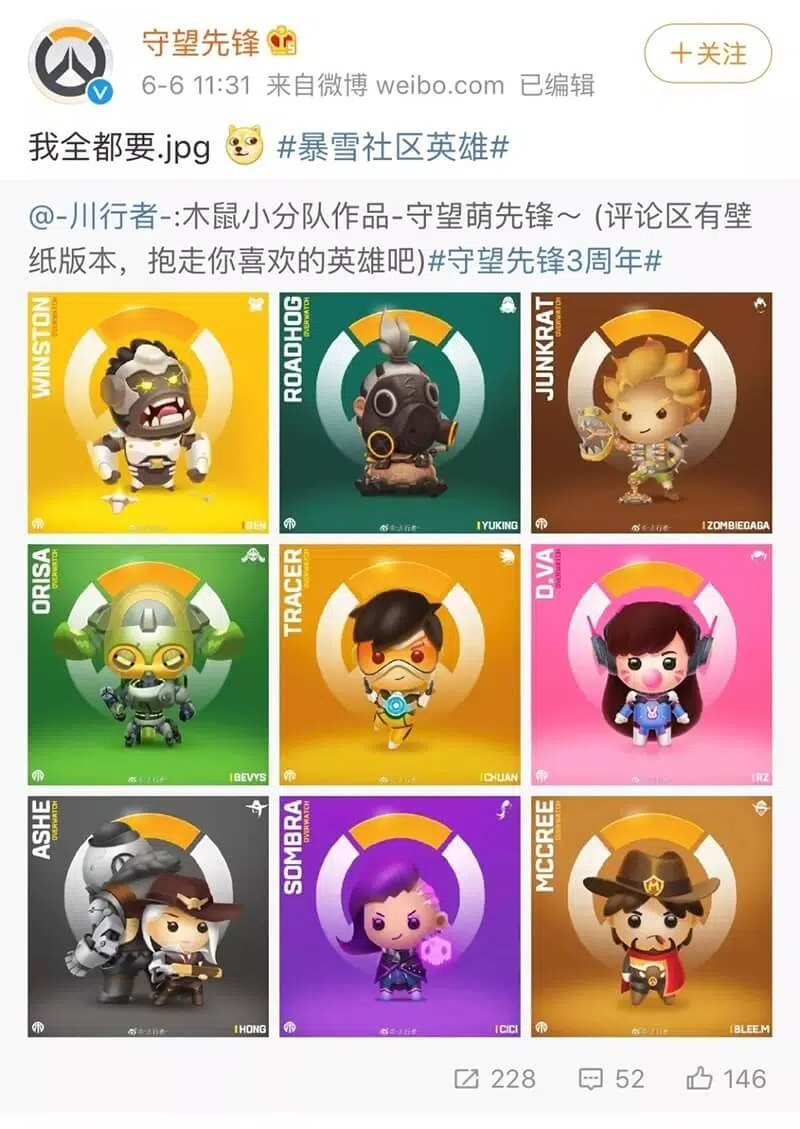 守望先锋
+关注
6-6 11:31 来自微博 weibo.com 已编辑
我全都要.jpg #暴雪社区英雄#
@-川行者-:木鼠小分队作品-守望萌先锋～ (评论区有壁
纸版本，抱走你喜欢的英雄吧)#守望先锋3周年#
WINSTON
OVERWATCH
BEN
ROADHOG
OVERWATCH
YUKING
JUNKRAT
OVERWATCH
ZOMBIEGAGA
ORISA
OVERWATCH
BEVYS
TRACER
OVERWATCH
CHUAN
D.VA
OVERWATCH
RZ
ASHE
OVERWATCH
HONG
SOMBRA
OVERWATCH
CICI
MCCREE
OVERWATCH
BLEE.M
228
52
146